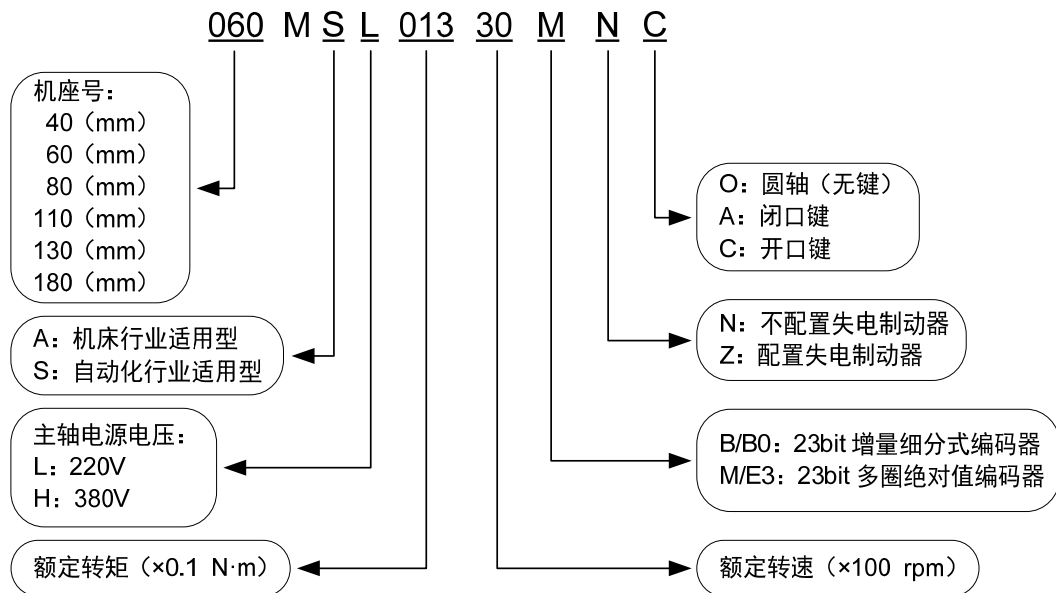 060 M S L 013 30 M N C
机座号：
40（mm）
60（mm）
80（mm）
110（mm）
130（mm）
180（mm）
A：机床行业适用型
S：自动化行业适用型
主轴电源电压：
L：220V
H：380V
额定转矩（×0.1 N·m）
O：圆轴（无键）
A：闭口键
C：开口键
N：不配置失电制动器
Z：配置失电制动器
B/B0：23bit 增量细分式编码器
M/E3：23bit 多圈绝对值编码器
额定转速（×100 rpm）